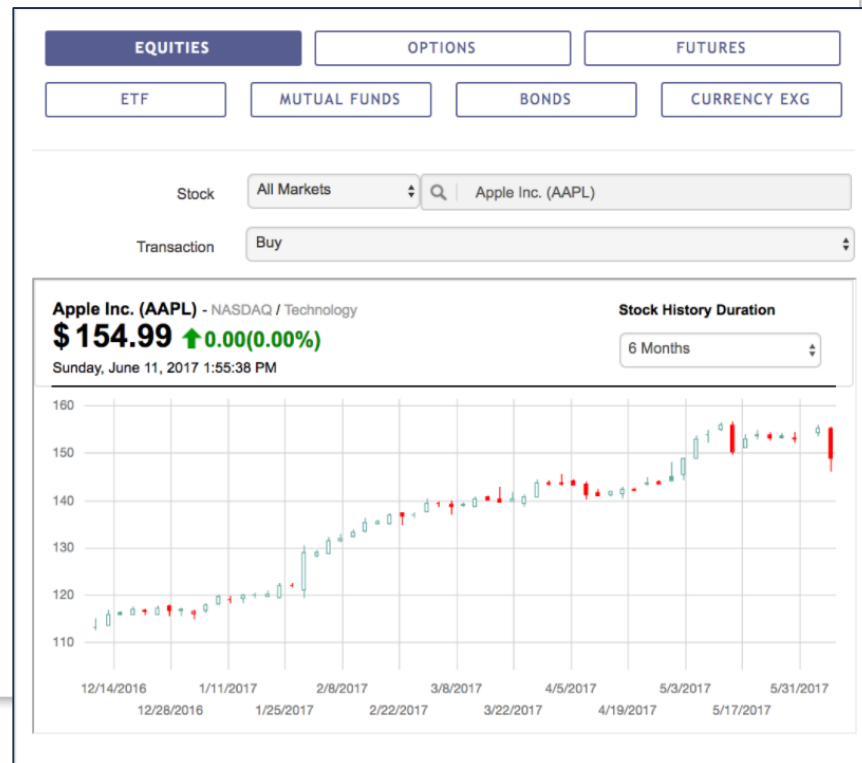 EQUITIES OPTIONS FUTURES
ETF MUTUAL FUNDS BONDS CURRENCY EXG
Stock All Markets Apple Inc. (AAPL)
Transaction Buy
Apple Inc. (AAPL) - NASDAQ / Technology Stock History Duration
$ 154.99 0.00(0.00%)
6 Months
Sunday, June 11, 2017 1:55:38 PM
160
150
140
130
120
110
12/14/2016 1/11/2017 2/8/2017 3/8/2017 4/5/2017 5/3/2017 5/31/2017
12/28/2016 1/25/2017 2/22/2017 3/22/2017 4/19/2017 5/17/2017